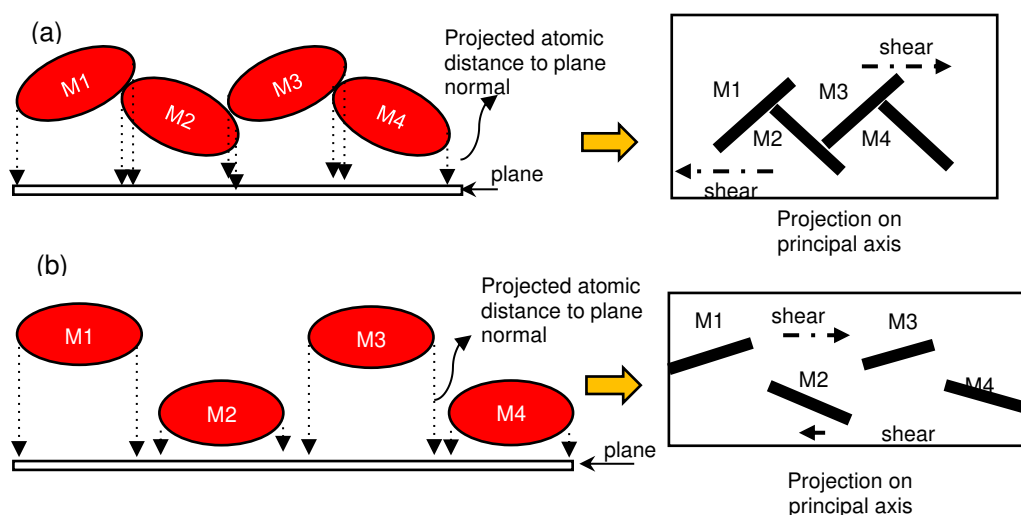 (a)
M1
M2
M3
M4
Projected atomic
distance to plane
normal
plane
M1
M2
M3
M4
shear
shear
Projection on
principal axis
(b)
M1
M2
M3
M4
Projected atomic
distance to plane
normal
plane
M1
shear
M3
M2
M4
shear
Projection on
principal axis